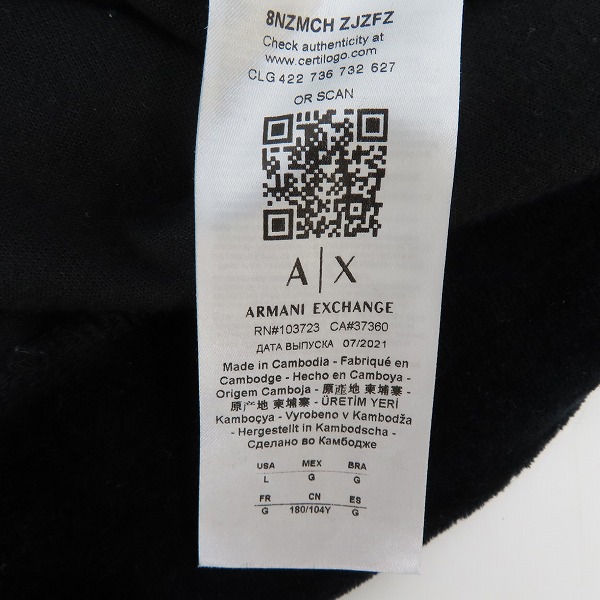 8NZMCH ZJZFZ
Check authenticity at
www.certilogo.com
CLG 422 736 732 627
OR SCAN
A|X
ARMANI EXCHANGE
RN#103723 CA#37360
ДАТА ВЫПУСКА 07/2021
Made in Cambodia - Fabriqué en
Cambodge - Hecho en Camboya -
Origem Camboja - 原産地 柬埔寨 -
原产地 柬埔寨 - ÜRETİM YERİ
Kamboçya - Vyrobeno v Kambodža
- Hergestellt in Kambodscha -
Сделано во Камбодже
USA MEX BRA
L G G
FR CN ES
G 180/104Y G